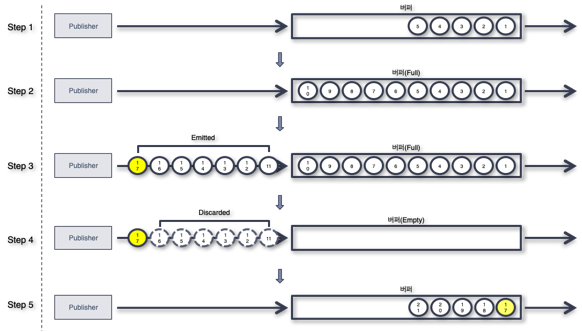 버퍼
Step 1
Publisher
5 4 3 2 1
버퍼(Full)
Step 2
Publisher
10 9 8 7 6 5 4 3 2 1
Emitted
버퍼(Full)
Step 3
Publisher
17 16 15 14 13 12 11
10 9 8 7 6 5 4 3 2 1
Discarded
버퍼(Empty)
Step 4
Publisher
17 16 15 14 13 12 11
버퍼
Step 5
Publisher
21 20 19 18 17